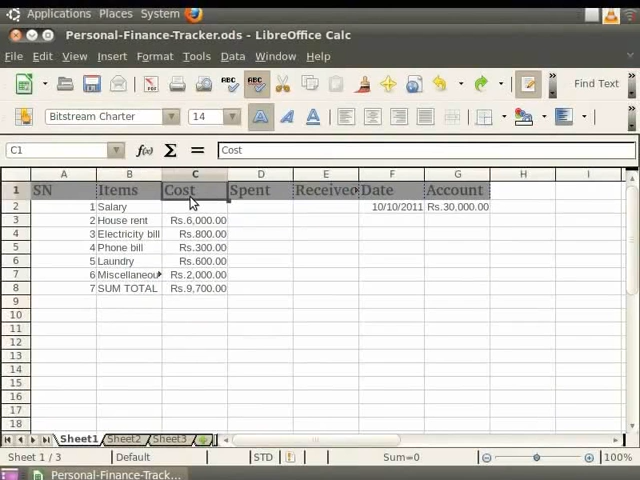 Applications Places System
Personal-Finance-Tracker.ods - LibreOffice Calc
File Edit View Insert Format Tools Data Window Help
ABC ABC Find Text
Bitstream Charter 14 A A A
C1 f(x) Σ = Cost
A B C D E F G H I
1 SN Items Cost Spent Received Date Account
2 1 Salary 10/10/2011 Rs.30,000.00
3 2 House rent Rs.6,000.00
4 3 Electricity bill Rs.800.00
5 4 Phone bill Rs.300.00
6 5 Laundry Rs.600.00
7 6 Miscellaneou Rs.2,000.00
8 7 SUM TOTAL Rs.9,700.00
9
10
11
12
13
14
15
16
17
18
Sheet1 Sheet2 Sheet3
Sheet 1 / 3 Default STD Sum=0 100%
Personal-Finance-Track...